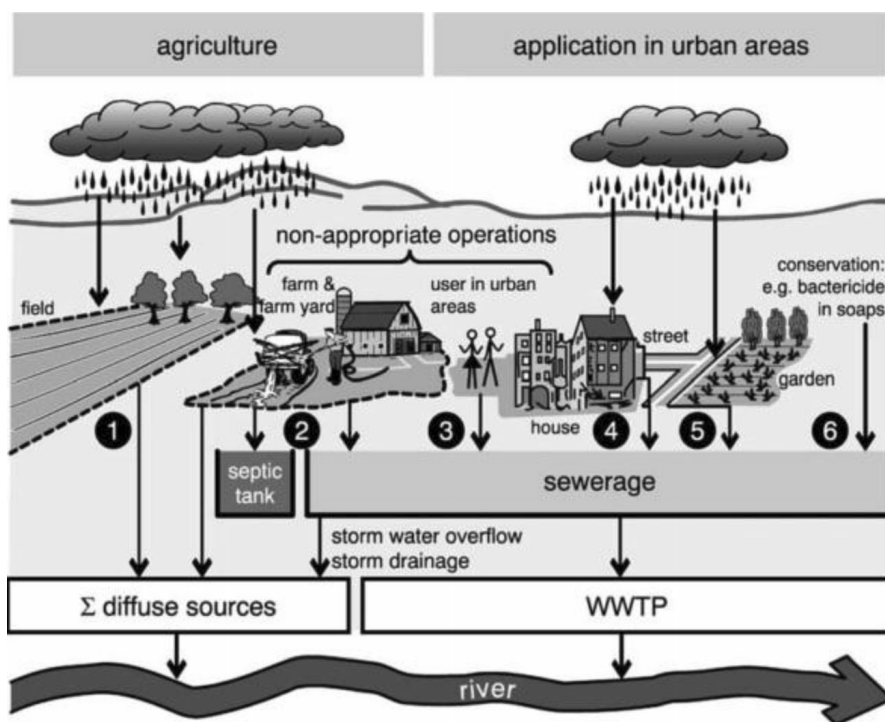 agriculture
application in urban areas
non-appropriate operations
farm &
farm yard
user in urban
areas
conservation:
e.g. bactericide
in soaps
field
street
garden
house
1
2
3
4
5
6
septic
tank
sewerage
storm water overflow
storm drainage
Σ diffuse sources
WWTP
river